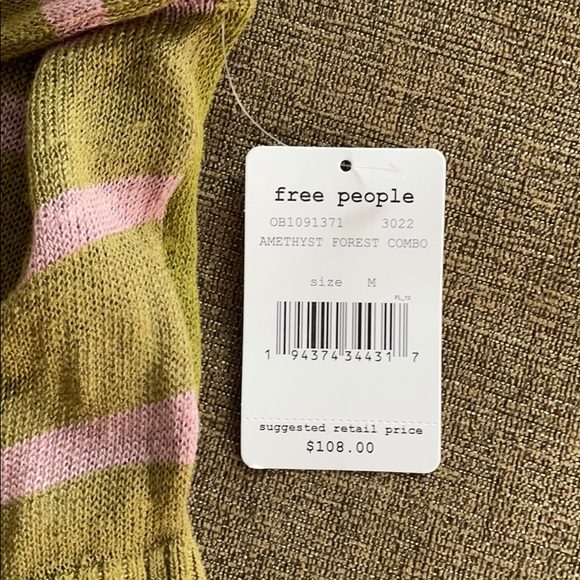 free people
OB1091371 3022
AMETHYST FOREST COMBO
size M
FL_12
1 94374 34431 7
suggested retail price
$108.00